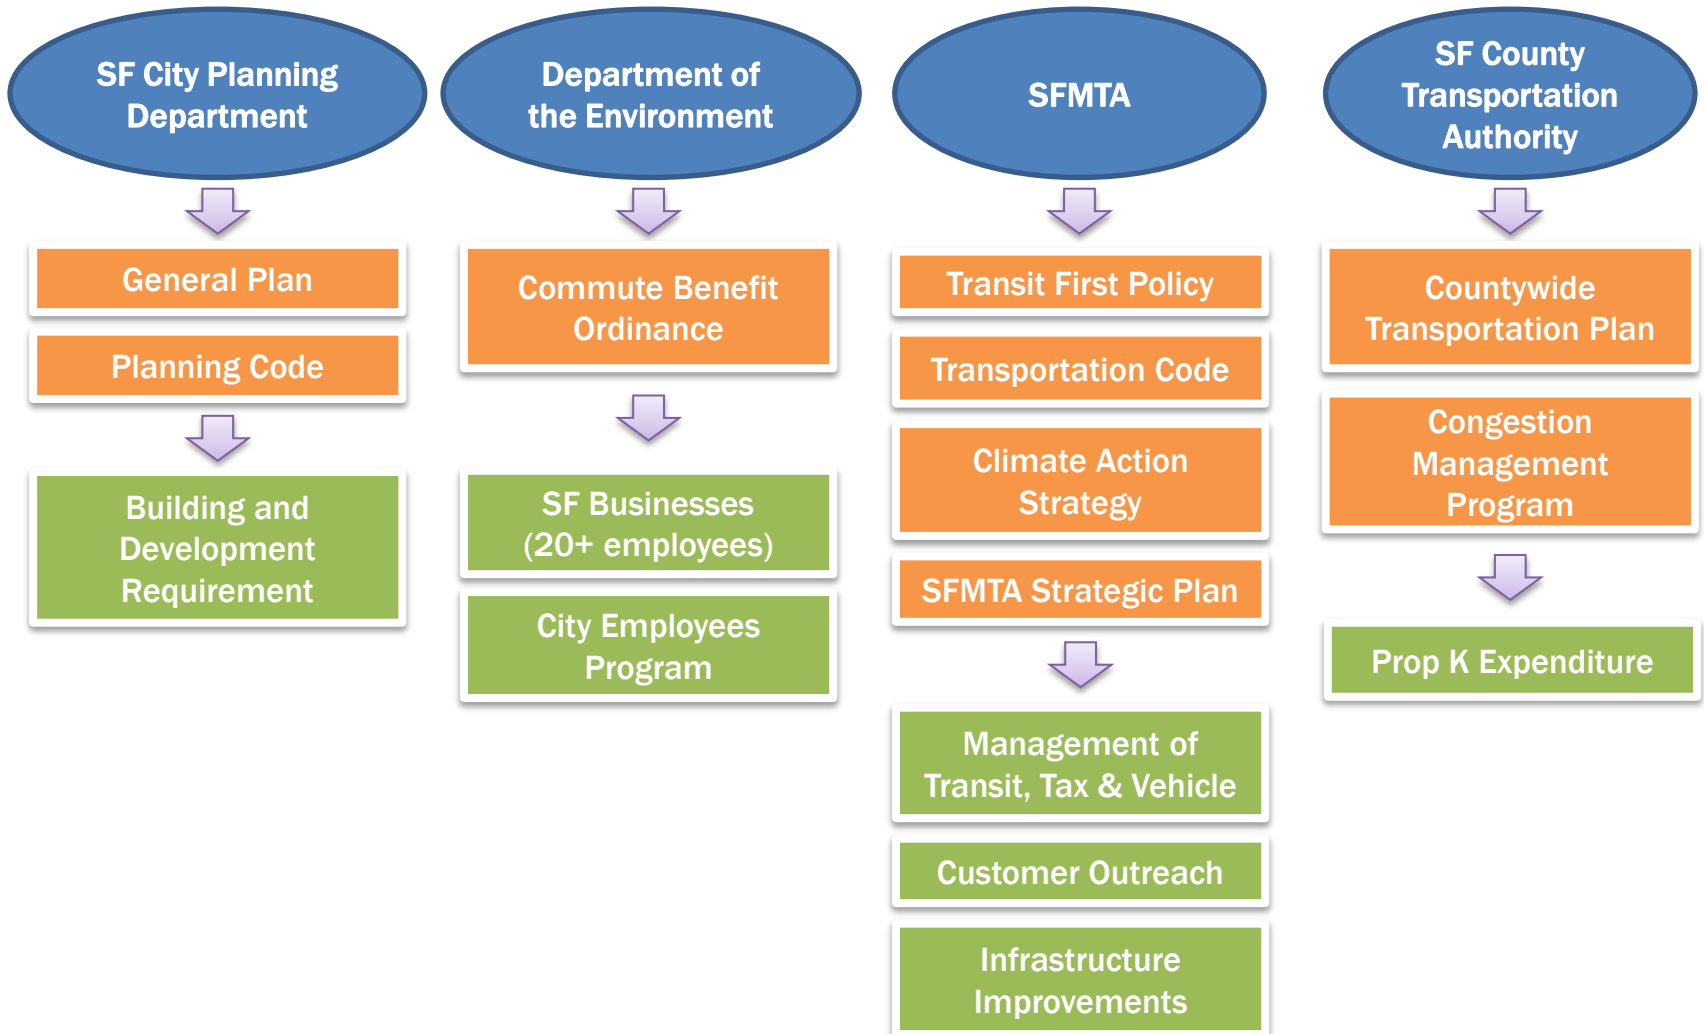 SF City Planning
Department
General Plan
Planning Code
Building and
Development
Requirement
Department of
the Environment
Commute Benefit
Ordinance
SF Businesses
(20+ employees)
City Employees
Program
SFMTA
Transit First Policy
Transportation Code
Climate Action
Strategy
SFMTA Strategic Plan
Management of
Transit, Tax & Vehicle
Customer Outreach
Infrastructure
Improvements
SF County
Transportation
Authority
Countywide
Transportation Plan
Congestion
Management
Program
Prop K Expenditure